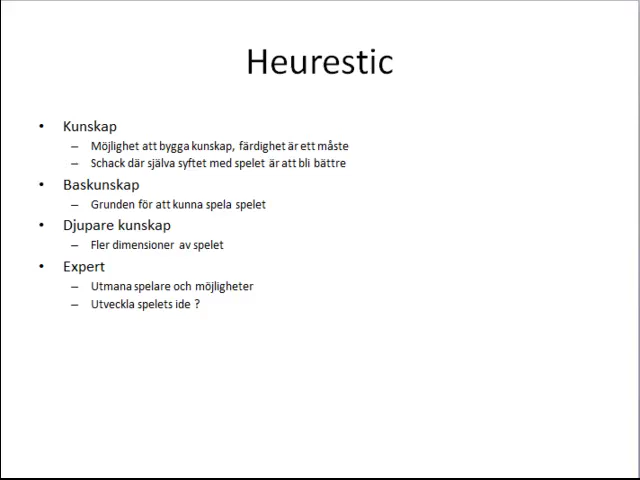 Heurestic
• Kunskap
– Möjlighet att bygga kunskap, färdighet är ett måste
– Schack där själva syftet med spelet är att bli bättre
• Baskunskap
– Grunden för att kunna spela spelet
• Djupare kunskap
– Fler dimensioner av spelet
• Expert
– Utmana spelare och möjligheter
– Utveckla spelets ide ?